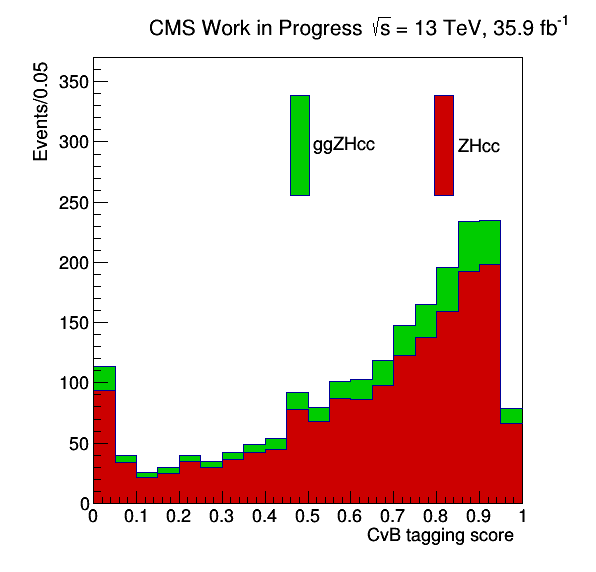 CMS Work in Progress √s = 13 TeV, 35.9 fb⁻¹
Events/0.05
350
300
250
200
150
100
50
0
ggZHcc
ZHcc
0 0.1 0.2 0.3 0.4 0.5 0.6 0.7 0.8 0.9 1
CvB tagging score